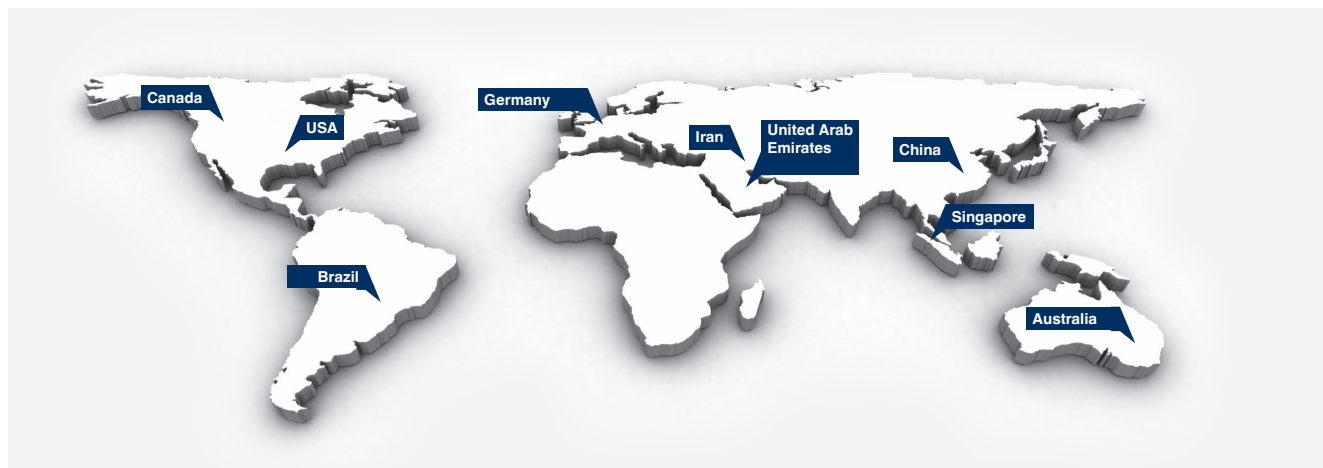 Canada
USA
Germany
Iran
United Arab
Emirates
China
Singapore
Brazil
Australia